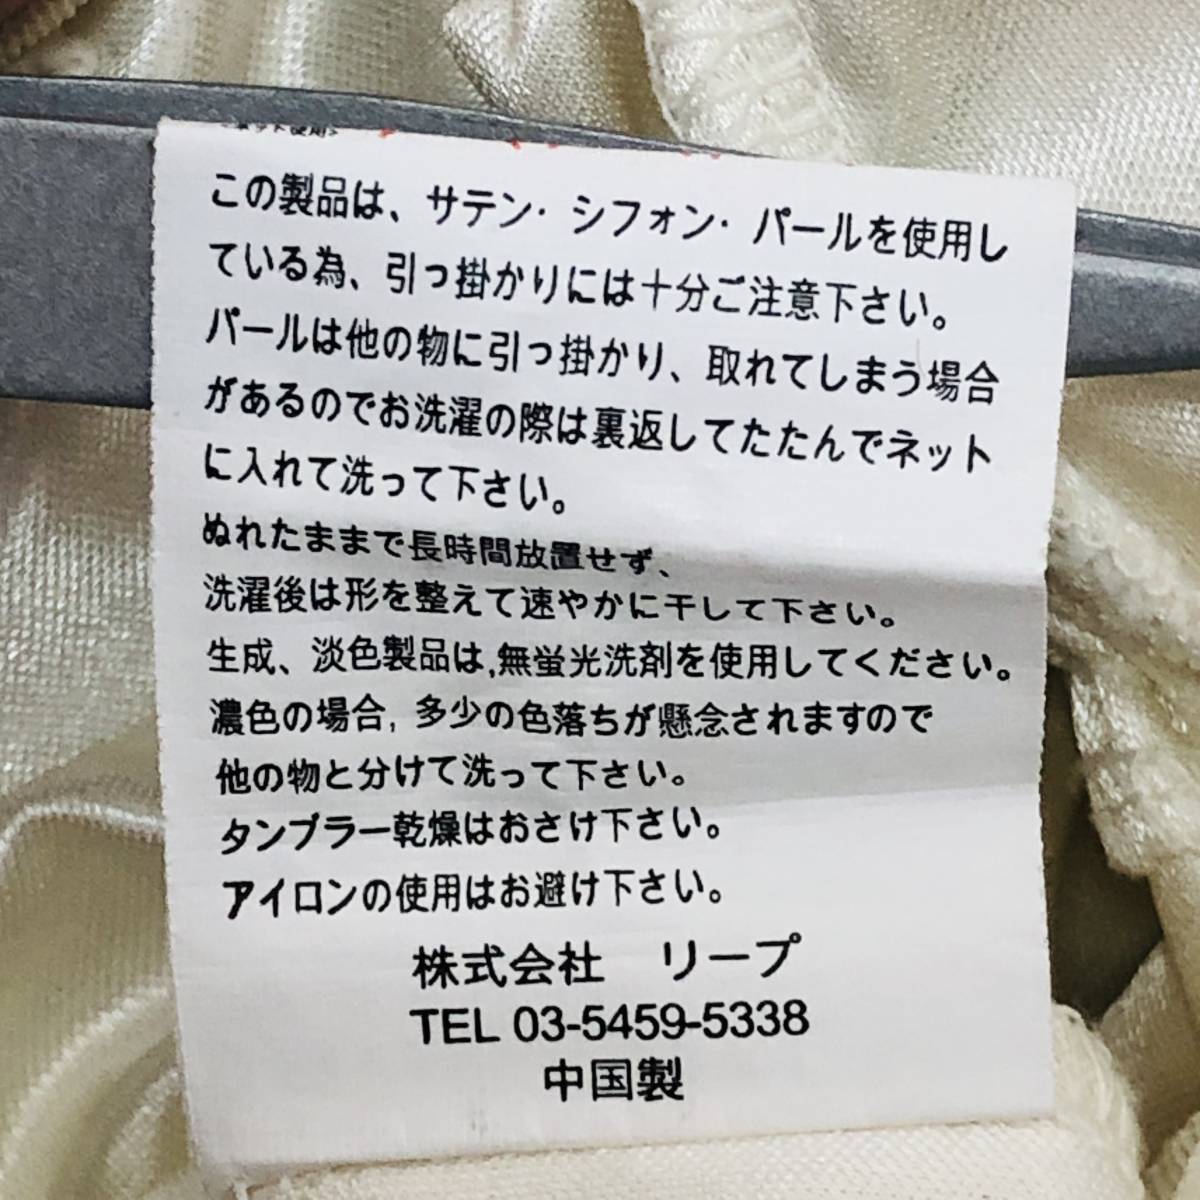 この製品は、サテン・シフォン・パールを使用し
ている為、引っ掛かりには十分ご注意下さい。
パールは他の物に引っ掛かり、取れてしまう場合
があるのでお洗濯の際は裏返してたたんでネット
に入れて洗って下さい。
ぬれたままで長時間放置せず、
洗濯後は形を整えて速やかに干して下さい。
生成、淡色製品は,無蛍光洗剤を使用してください。
濃色の場合,多少の色落ちが懸念されますので
他の物と分けて洗って下さい。
タンブラー乾燥はおさけ下さい。
アイロンの使用はお避け下さい。
株式会社 リープ
TEL 03-5459-5338
中国製